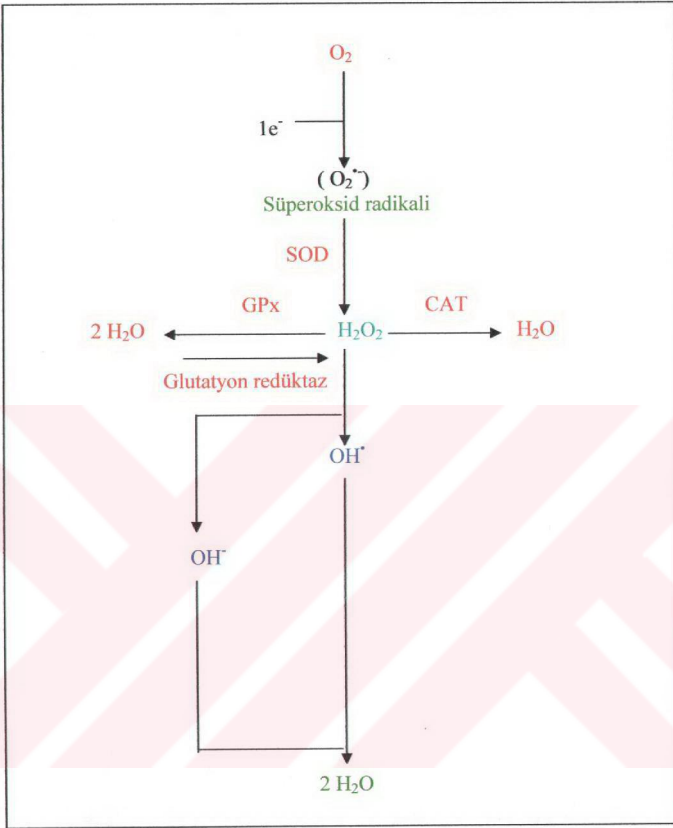 O₂
1e⁻
( O₂•⁻)
Süperoksid radikali
SOD
GPx
CAT
2 H₂O
H₂O₂
H₂O
Glutatyon redüktaz
OH•
OH⁻
2 H₂O